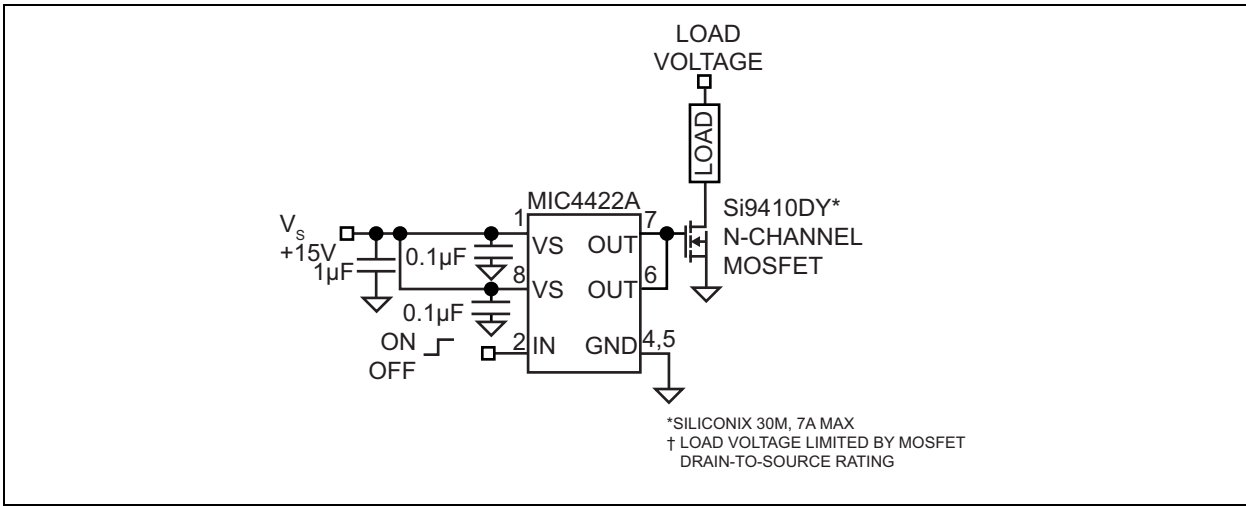 LOAD
VOLTAGE
LOAD
MIC4422A
Si9410DY*
N-CHANNEL
MOSFET
VS
+15V
1µF
0.1µF
0.1µF
1
VS
8
VS
2
IN
7
OUT
6
OUT
4,5
GND
ON
OFF
*SILICONIX 30M, 7A MAX
† LOAD VOLTAGE LIMITED BY MOSFET
DRAIN-TO-SOURCE RATING